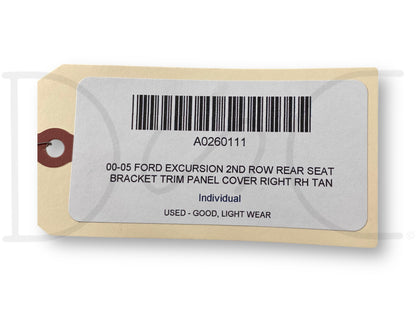 A0260111
00-05 FORD EXCURSION 2ND ROW REAR SEAT
BRACKET TRIM PANEL COVER RIGHT RH TAN
Individual
USED - GOOD, LIGHT WEAR